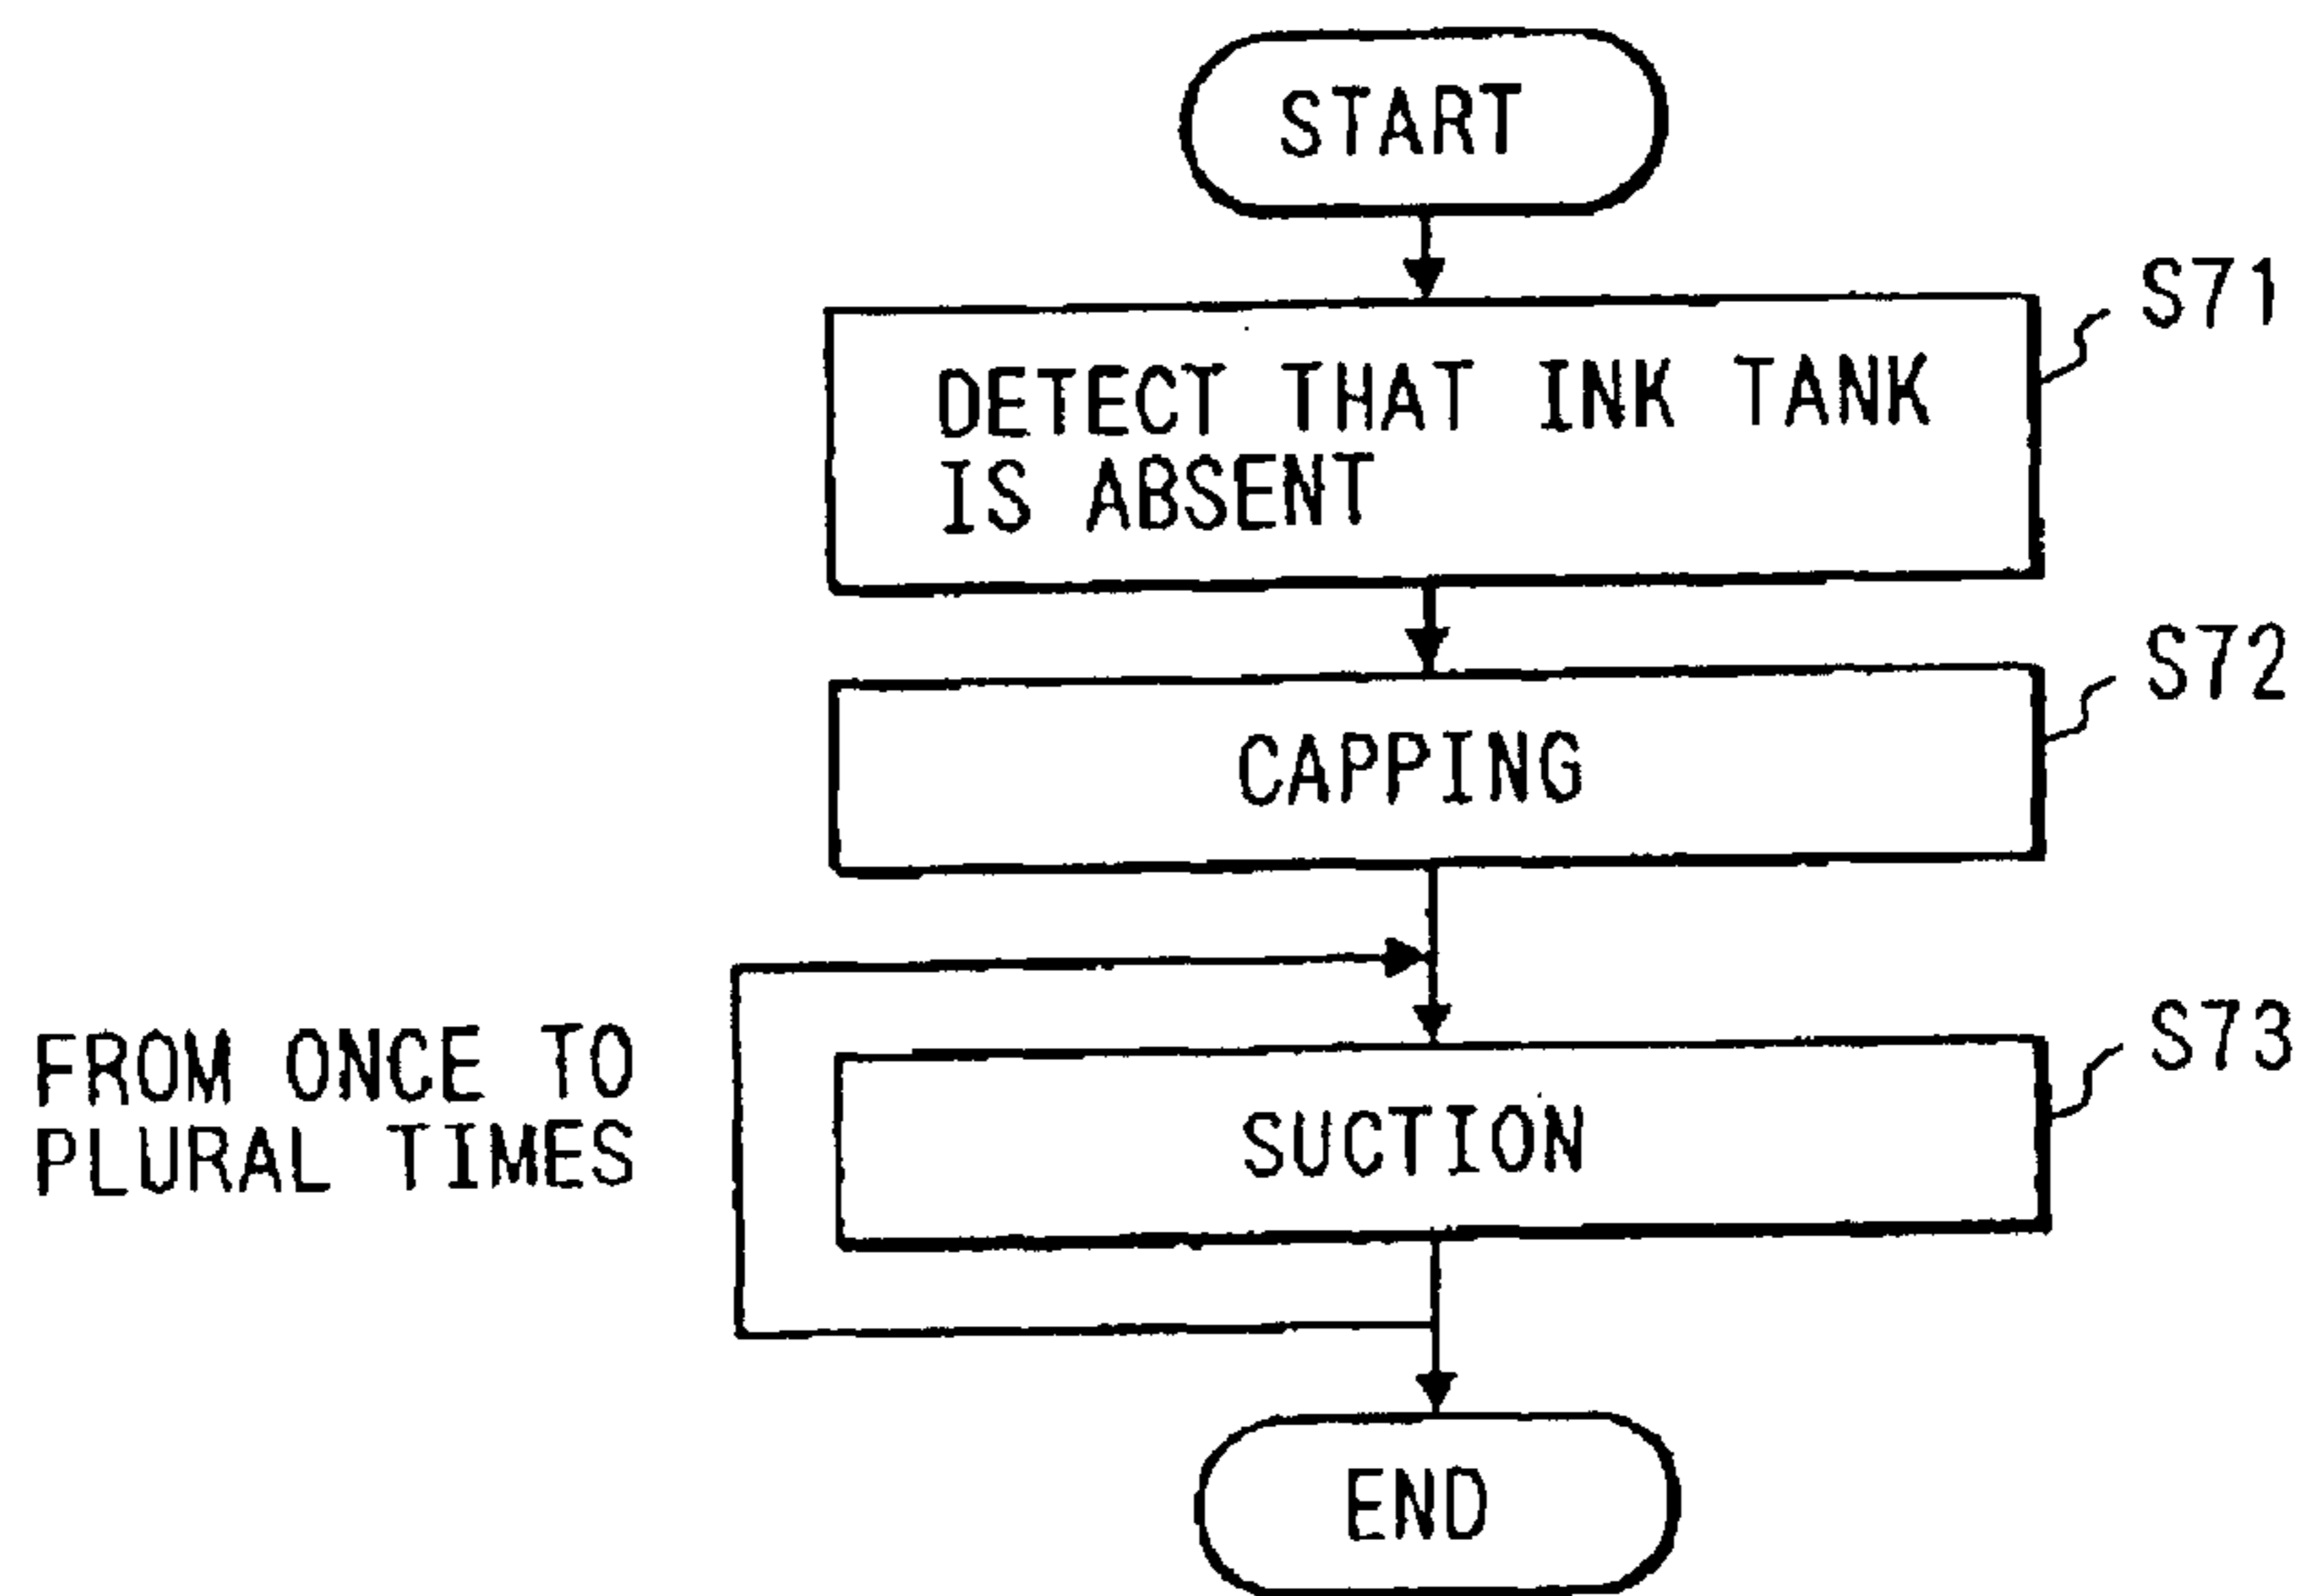 START
S71
DETECT THAT INK TANK
IS ABSENT
S72
CAPPING
FROM ONCE TO
PLURAL TIMES
S73
SUCTION
END